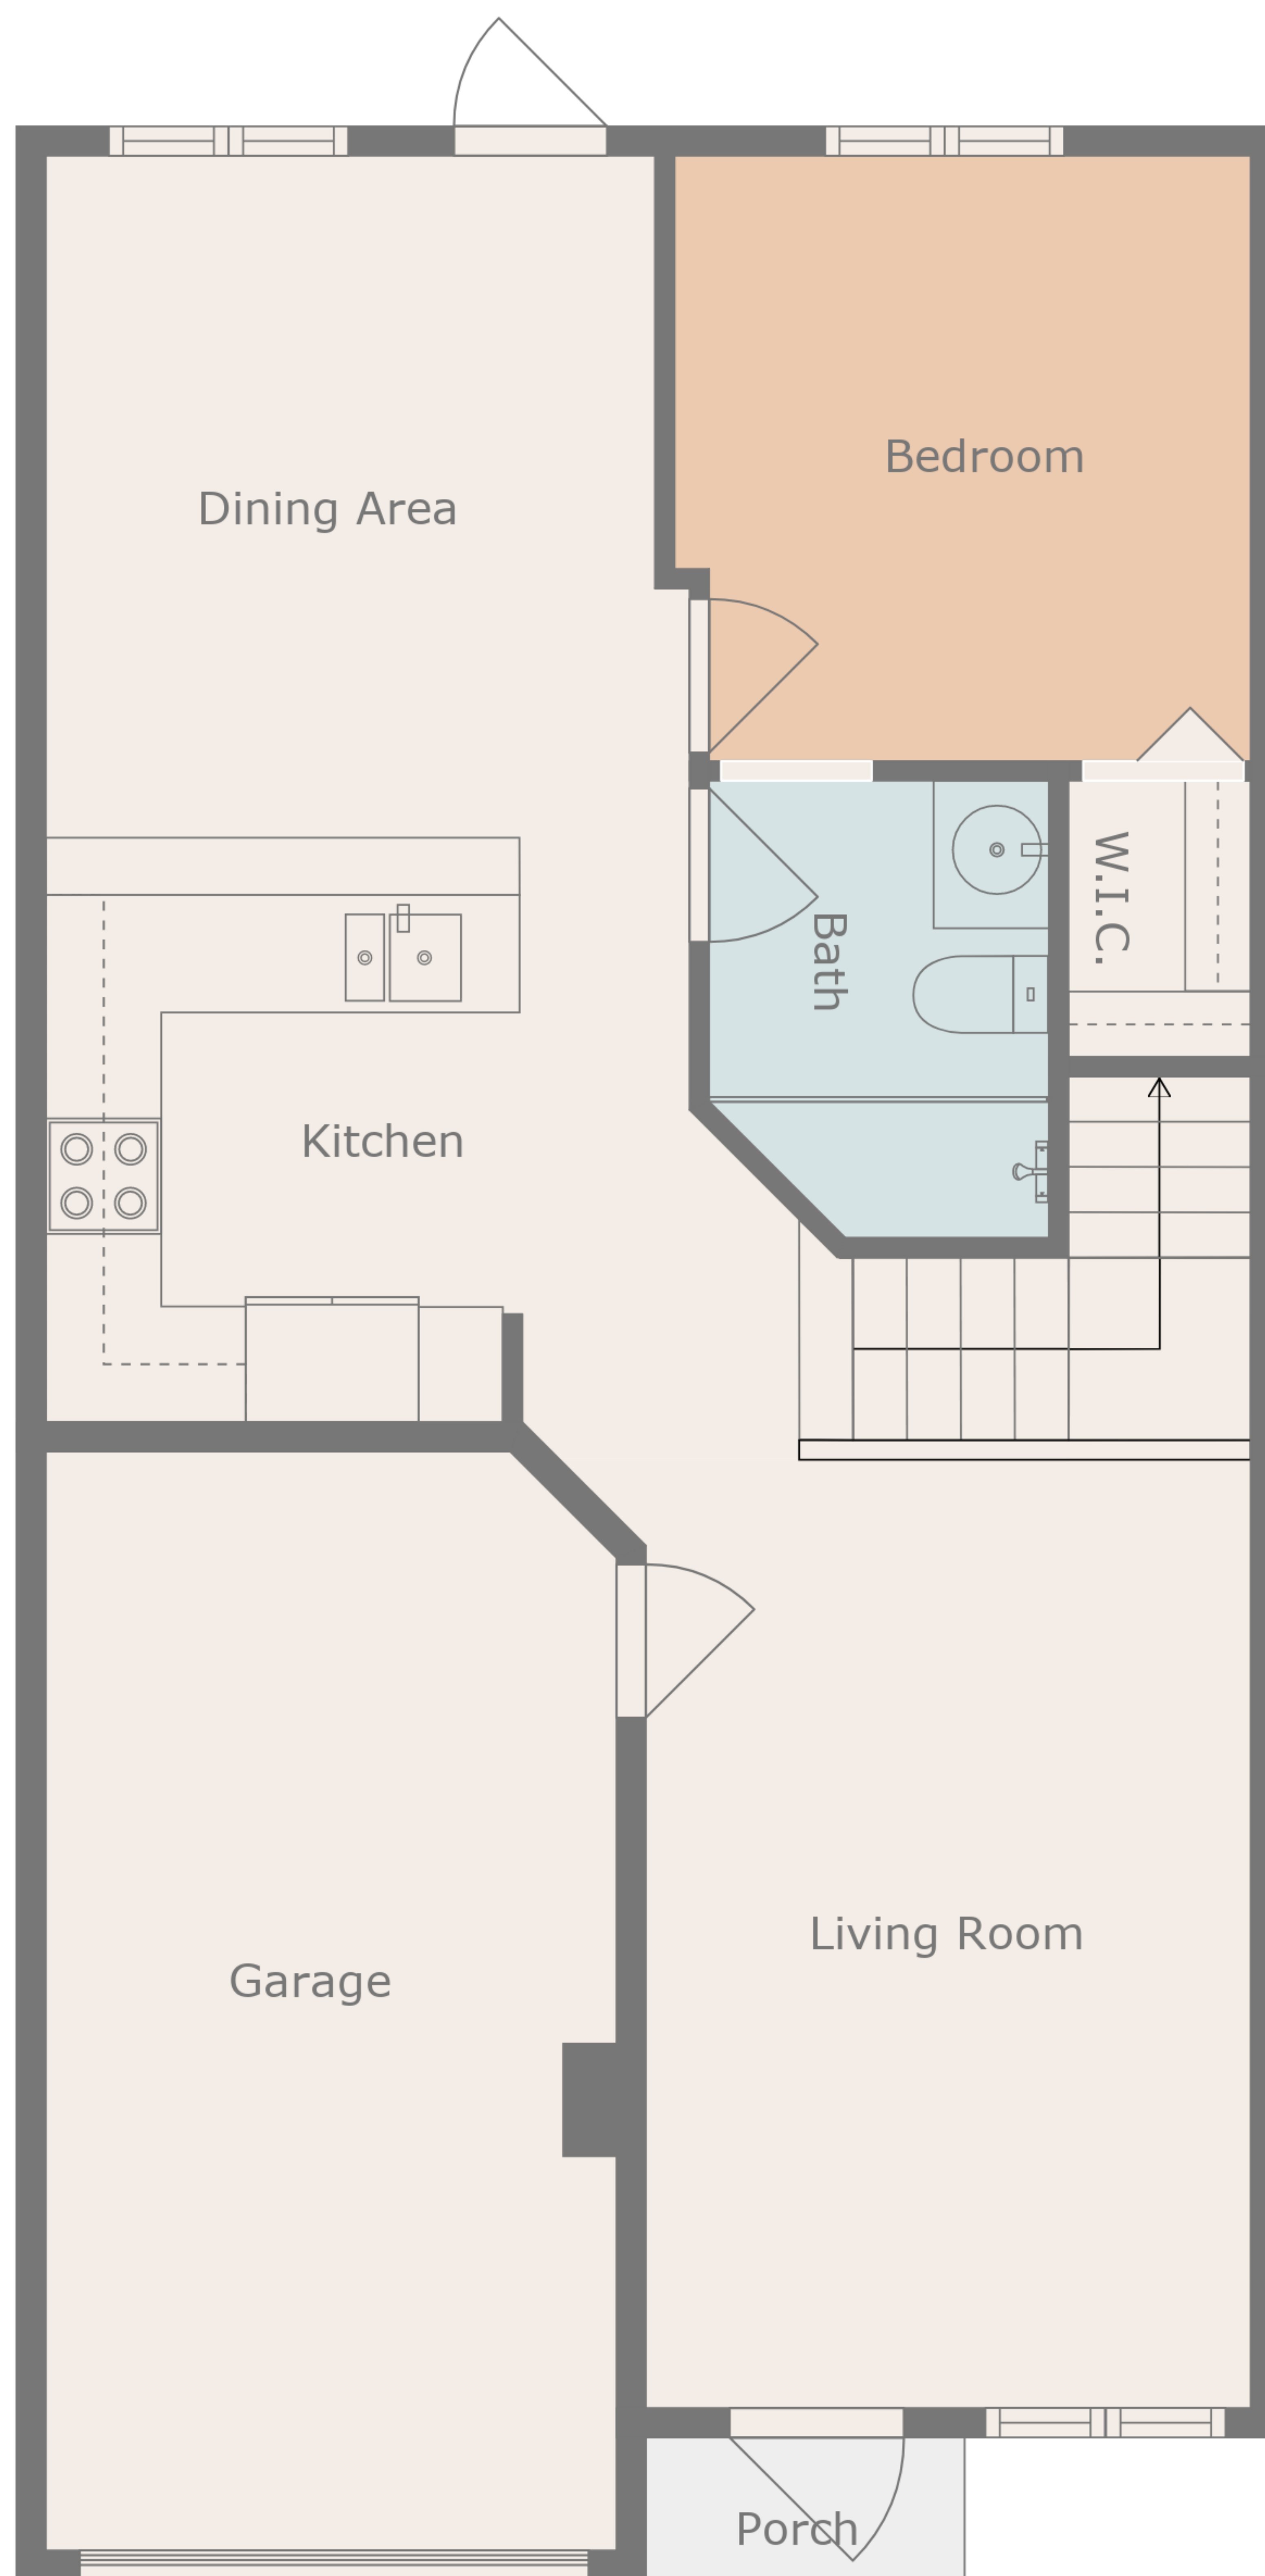 Bedroom
Dining Area
W.I.C.
Bath
Kitchen
Living Room
Garage
Porch